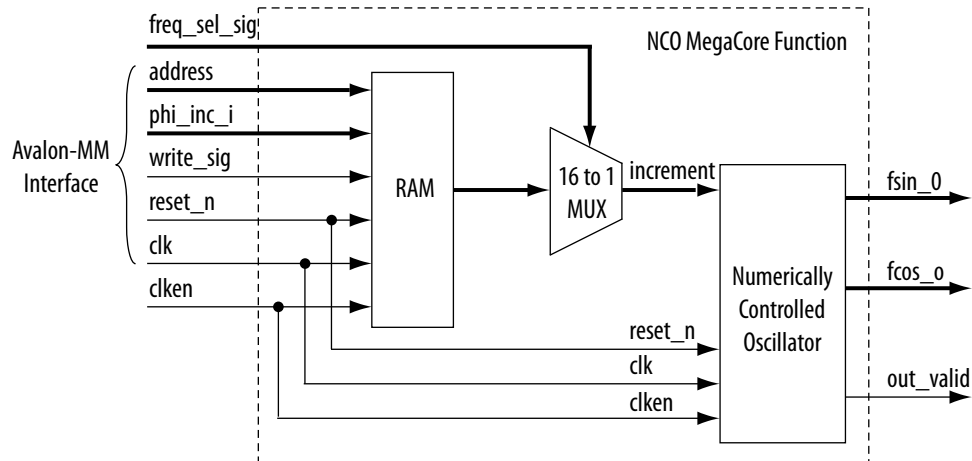 freq_sel_sig
NCO MegaCore Function
address
phi_inc_i
Avalon-MM
Interface
write_sig
RAM
16 to 1
MUX
increment
reset_n
fsin_0
clk
fcos_o
clken
Numerically
Controlled
Oscillator
reset_n
clk
clken
out_valid